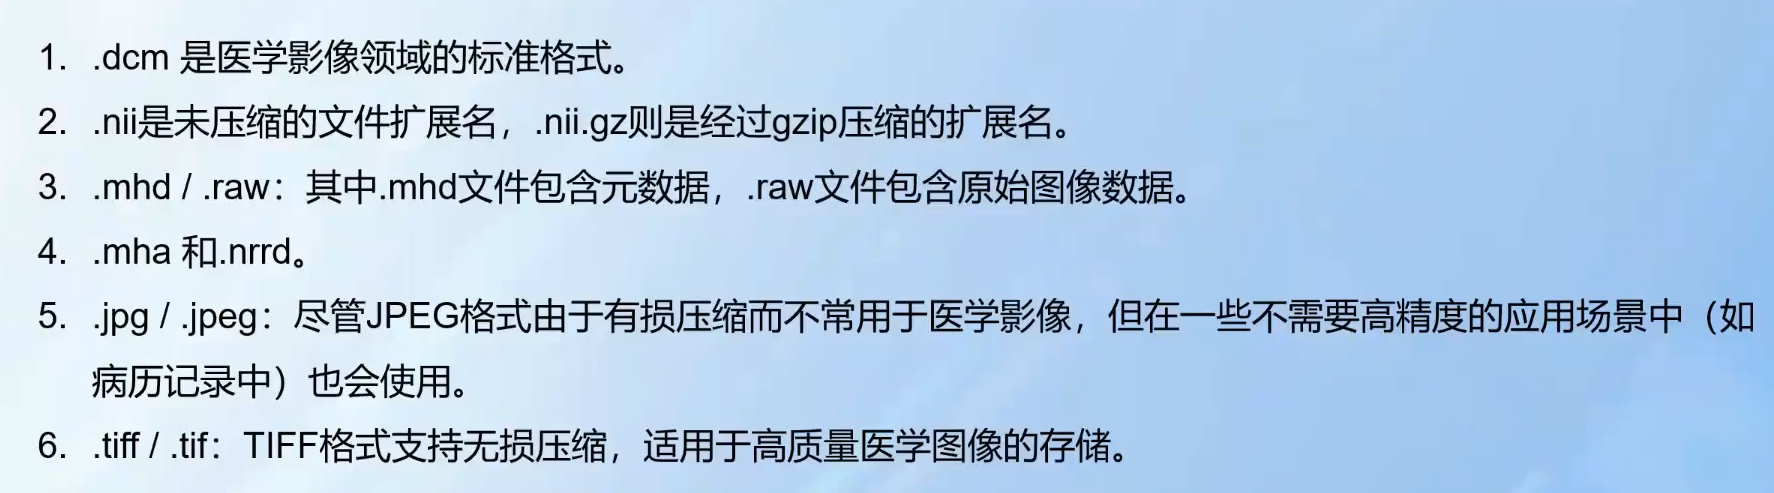 1. .dcm 是医学影像领域的标准格式。
2. .nii是未压缩的文件扩展名，.nii.gz则是经过gzip压缩的扩展名。
3. .mhd / .raw：其中.mhd文件包含元数据，.raw文件包含原始图像数据。
4. .mha 和.nrrd。
5. .jpg / .jpeg：尽管JPEG格式由于有损压缩而不常用于医学影像，但在一些不需要高精度的应用场景中（如
病历记录中）也会使用。
6. .tiff / .tif：TIFF格式支持无损压缩，适用于高质量医学图像的存储。